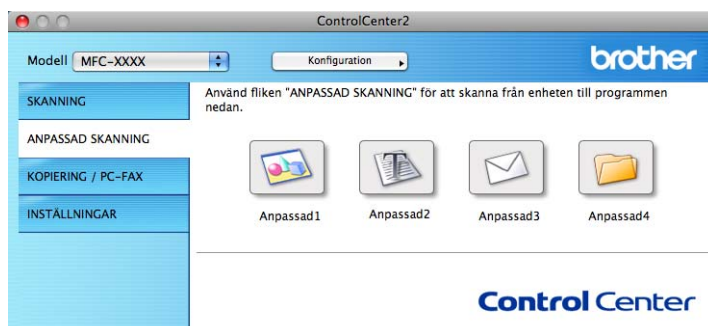 ControlCenter2
Modell MFC-XXXX Konfiguration brother
SKANNING
ANPASSAD SKANNING
KOPIERING / PC-FAX
INSTÄLLNINGAR
Använd fliken "ANPASSAD SKANNING" för att skanna från enheten till programmen
nedan.
Anpassad1 Anpassad2 Anpassad3 Anpassad4
Control Center